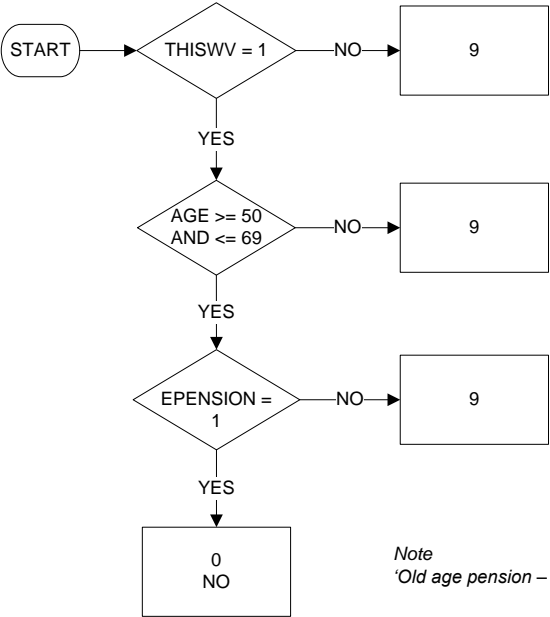 START
THISWV = 1
NO
9
YES
AGE >= 50
AND <= 69
NO
9
YES
EPENSION =
1
NO
9
YES
0
NO
Note
'Old age pension –